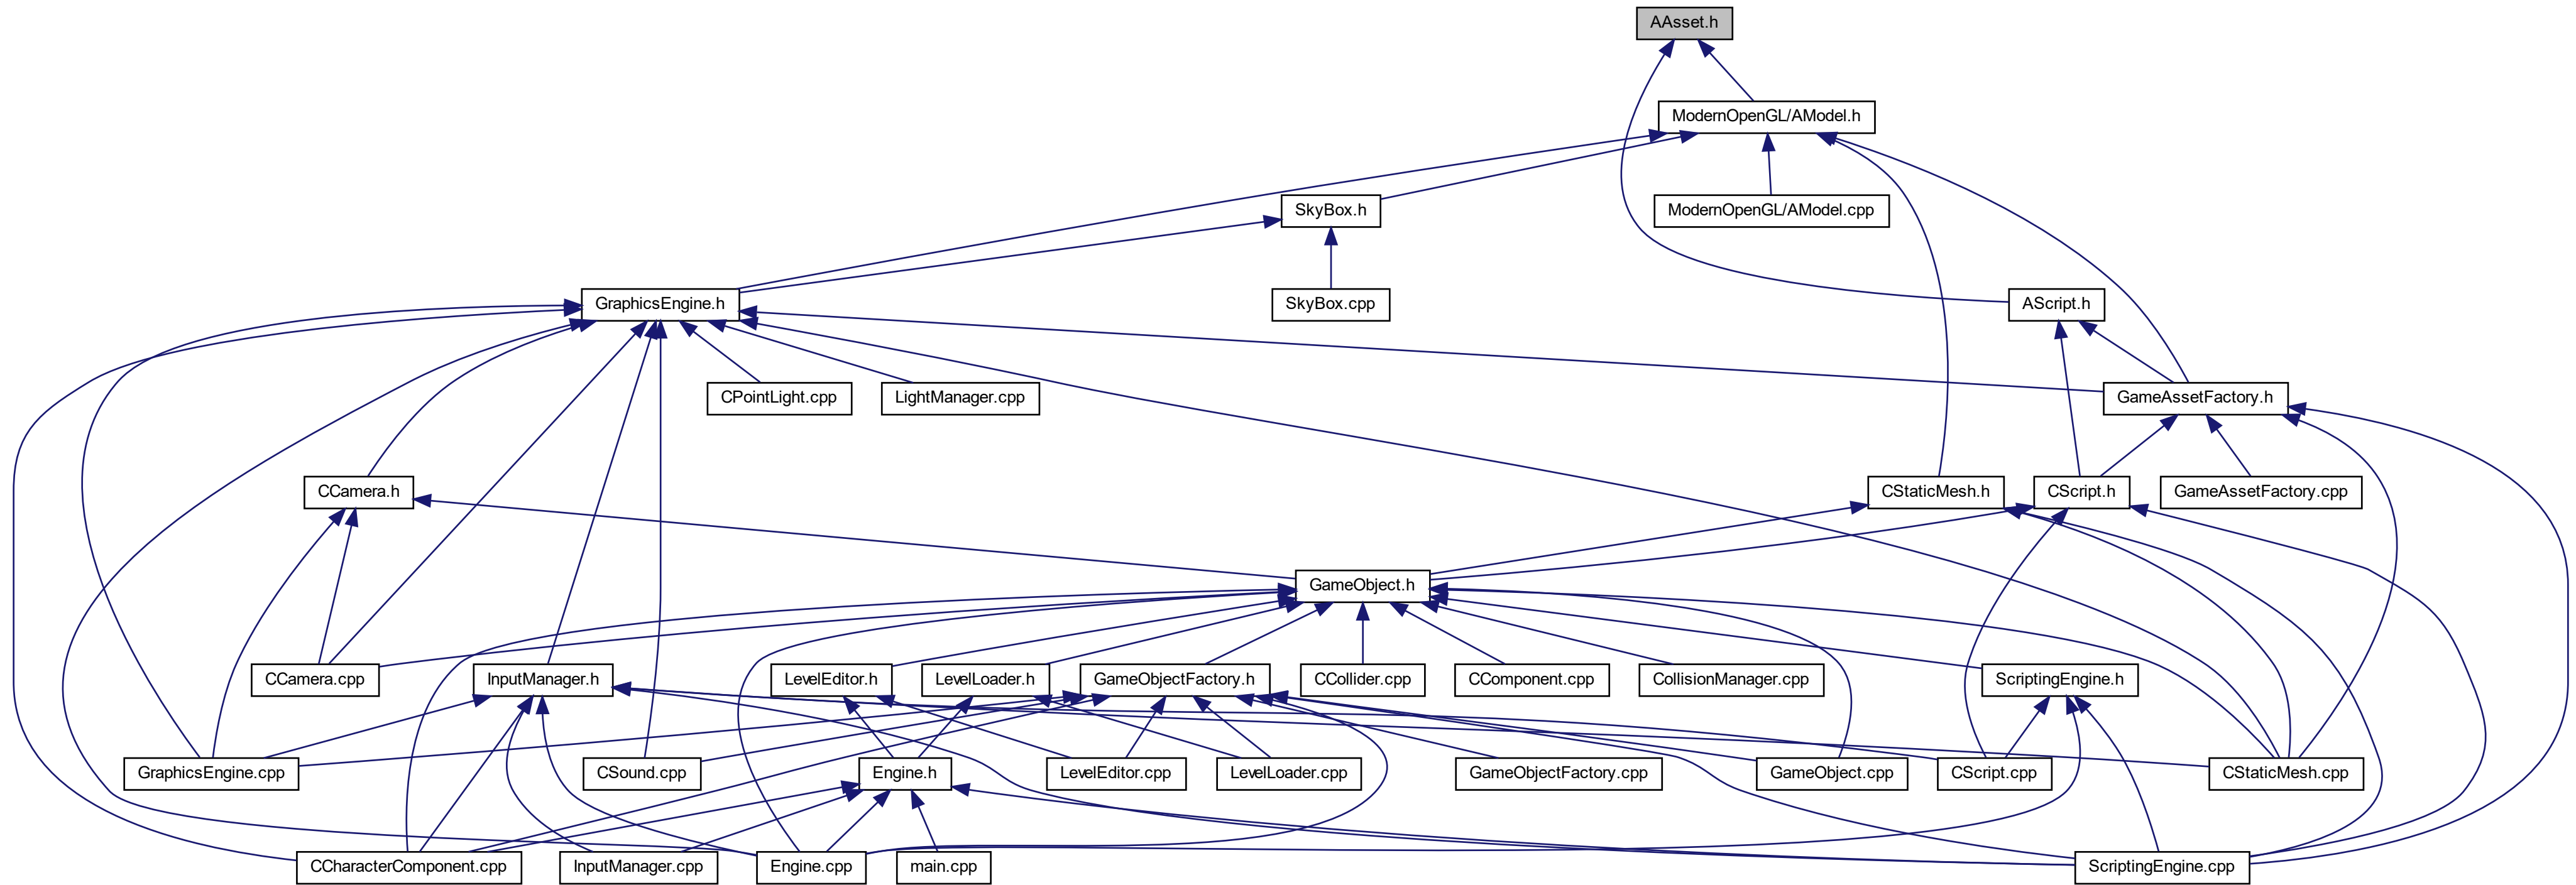 AAsset.h
ModernOpenGL/AModel.h
SkyBox.h
ModernOpenGL/AModel.cpp
GraphicsEngine.h
SkyBox.cpp
AScript.h
CPointLight.cpp
LightManager.cpp
GameAssetFactory.h
CCamera.h
CStaticMesh.h
CScript.h
GameAssetFactory.cpp
GameObject.h
CCamera.cpp
InputManager.h
LevelEditor.h
LevelLoader.h
GameObjectFactory.h
CCollider.cpp
CComponent.cpp
CollisionManager.cpp
ScriptingEngine.h
GraphicsEngine.cpp
CSound.cpp
Engine.h
LevelEditor.cpp
LevelLoader.cpp
GameObjectFactory.cpp
GameObject.cpp
CScript.cpp
CStaticMesh.cpp
CCharacterComponent.cpp
InputManager.cpp
Engine.cpp
main.cpp
ScriptingEngine.cpp